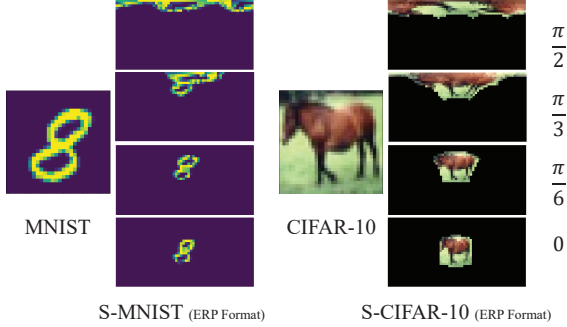 π
2
π
3
π
6
0
MNIST
CIFAR-10
S-MNIST (ERP Format)
S-CIFAR-10 (ERP Format)